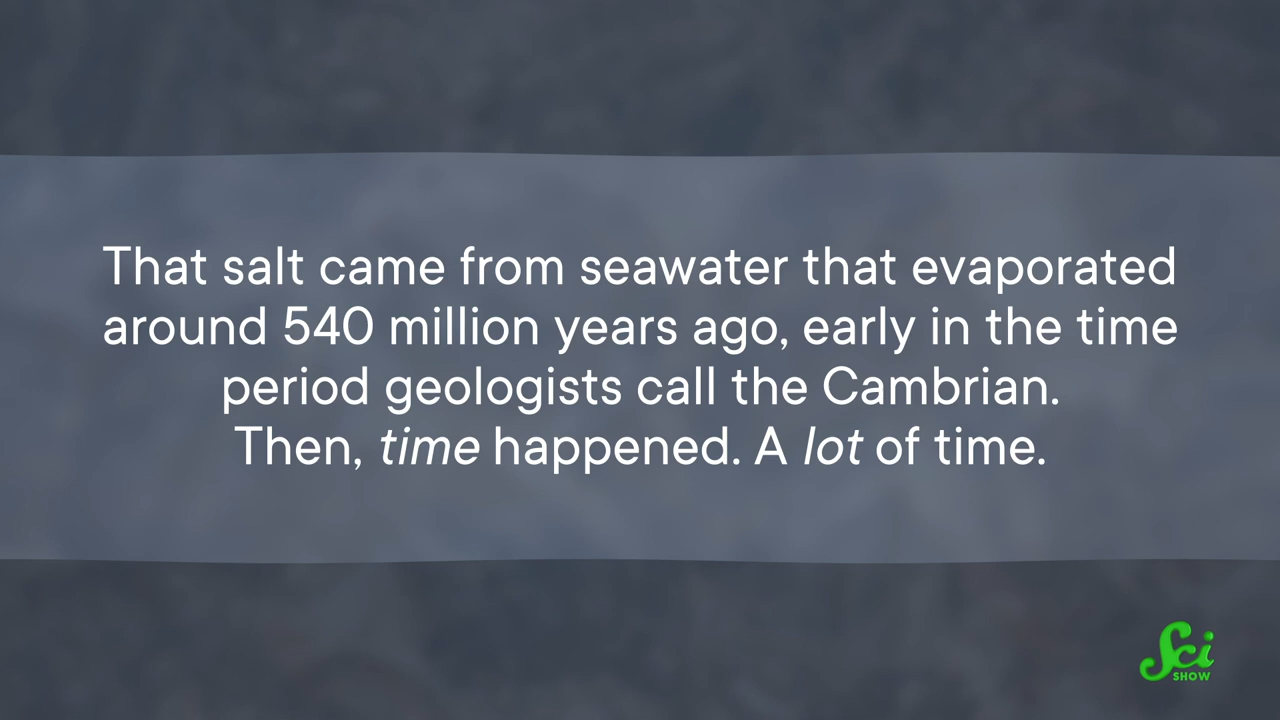 That salt came from seawater that evaporated
around 540 million years ago, early in the time
period geologists call the Cambrian.
Then, time happened. A lot of time.
Sci
SHOW